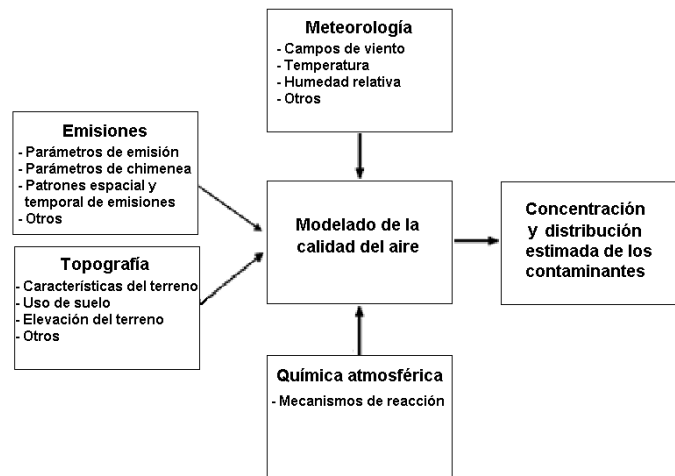 Meteorología
- Campos de viento
- Temperatura
- Humedad relativa
- Otros
Emisiones
- Parámetros de emisión
- Parámetros de chimenea
- Patrones espacial y
temporal de emisiones
- Otros
Topografía
- Características del terreno
- Uso de suelo
- Elevación del terreno
- Otros
Modelado de la
calidad del aire
Concentración
y distribución
estimada de los
contaminantes
Química atmosférica
- Mecanismos de reacción